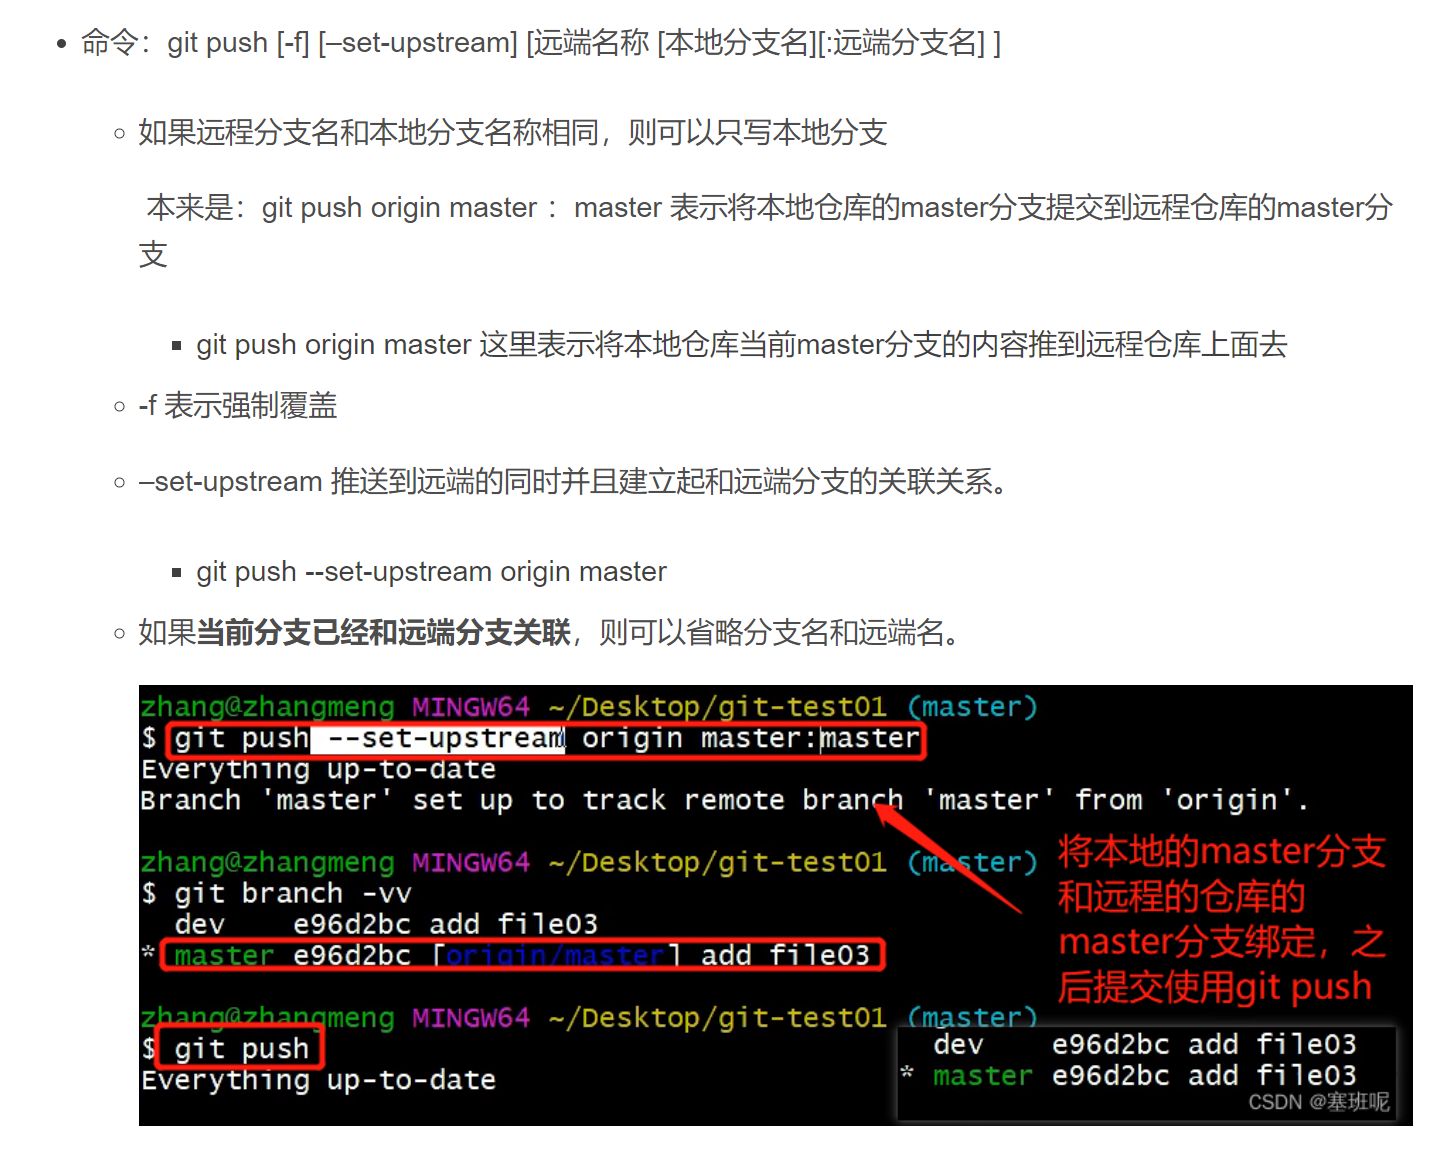 命令：git push [-f] [–set-upstream] [远端名称 [本地分支名][:远端分支名] ]
如果远程分支名和本地分支名称相同，则可以只写本地分支
本来是：git push origin master ：master 表示将本地仓库的master分支提交到远程仓库的master分
支
git push origin master 这里表示将本地仓库当前master分支的内容推到远程仓库上面去
-f 表示强制覆盖
–set-upstream 推送到远端的同时并且建立起和远端分支的关联关系。
git push --set-upstream origin master
如果当前分支已经和远端分支关联，则可以省略分支名和远端名。
zhang@zhangmeng MINGW64 ~/Desktop/git-test01 (master)
$ git push --set-upstream origin master:master
Everything up-to-date
Branch 'master' set up to track remote branch 'master' from 'origin'.
zhang@zhangmeng MINGW64 ~/Desktop/git-test01 (master)
$ git branch -vv
dev e96d2bc add file03
* master e96d2bc [origin/master] add file03
将本地的master分支
和远程的仓库的
master分支绑定，之
后提交使用git push
zhang@zhangmeng MINGW64 ~/Desktop/git-test01 (master)
$ git push
Everything up-to-date
dev e96d2bc add file03
* master e96d2bc add file03
CSDN @塞班呢